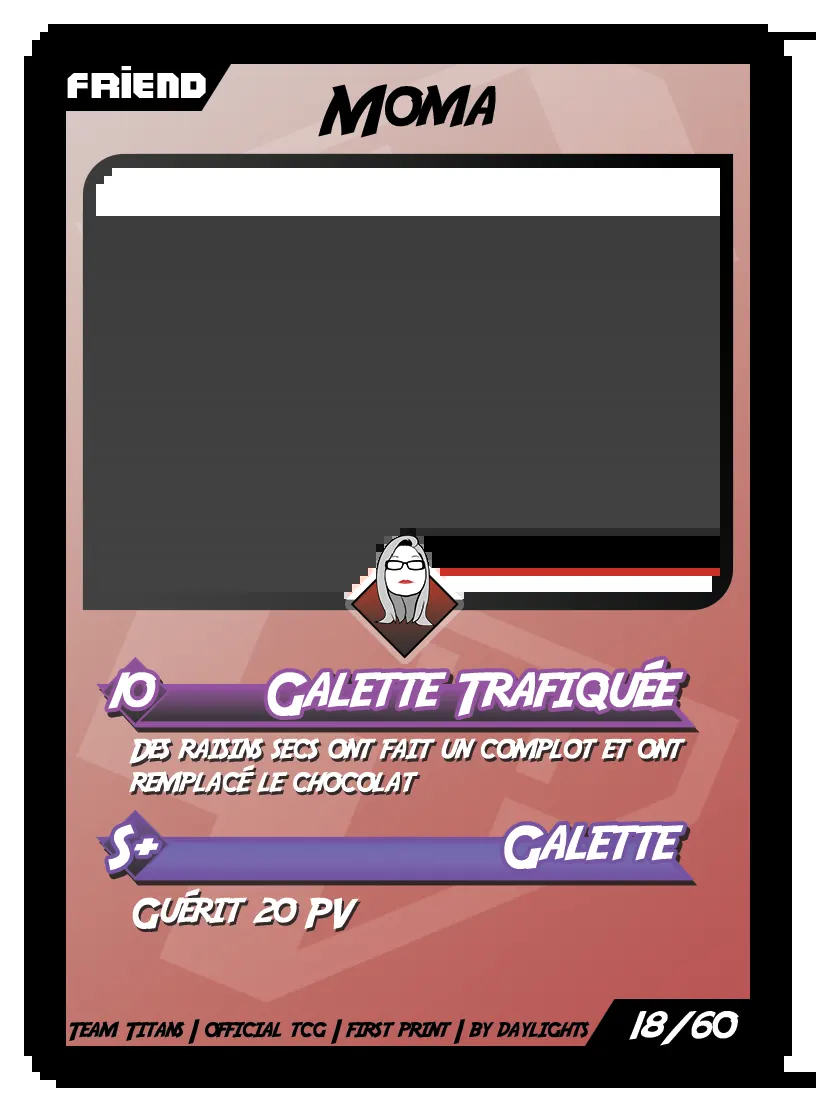 FRIEND
MOMA
10 GALETTE TRAFIQUÉE
DES RAISINS SECS ONT FAIT UN COMPLOT ET ONT
REMPLACÉ LE CHOCOLAT
S+ GALETTE
GUÉRIT 20 PV
TEAM TITANS | OFFICIAL TCG | FIRST PRINT | BY DAYLIGHTS
18/60